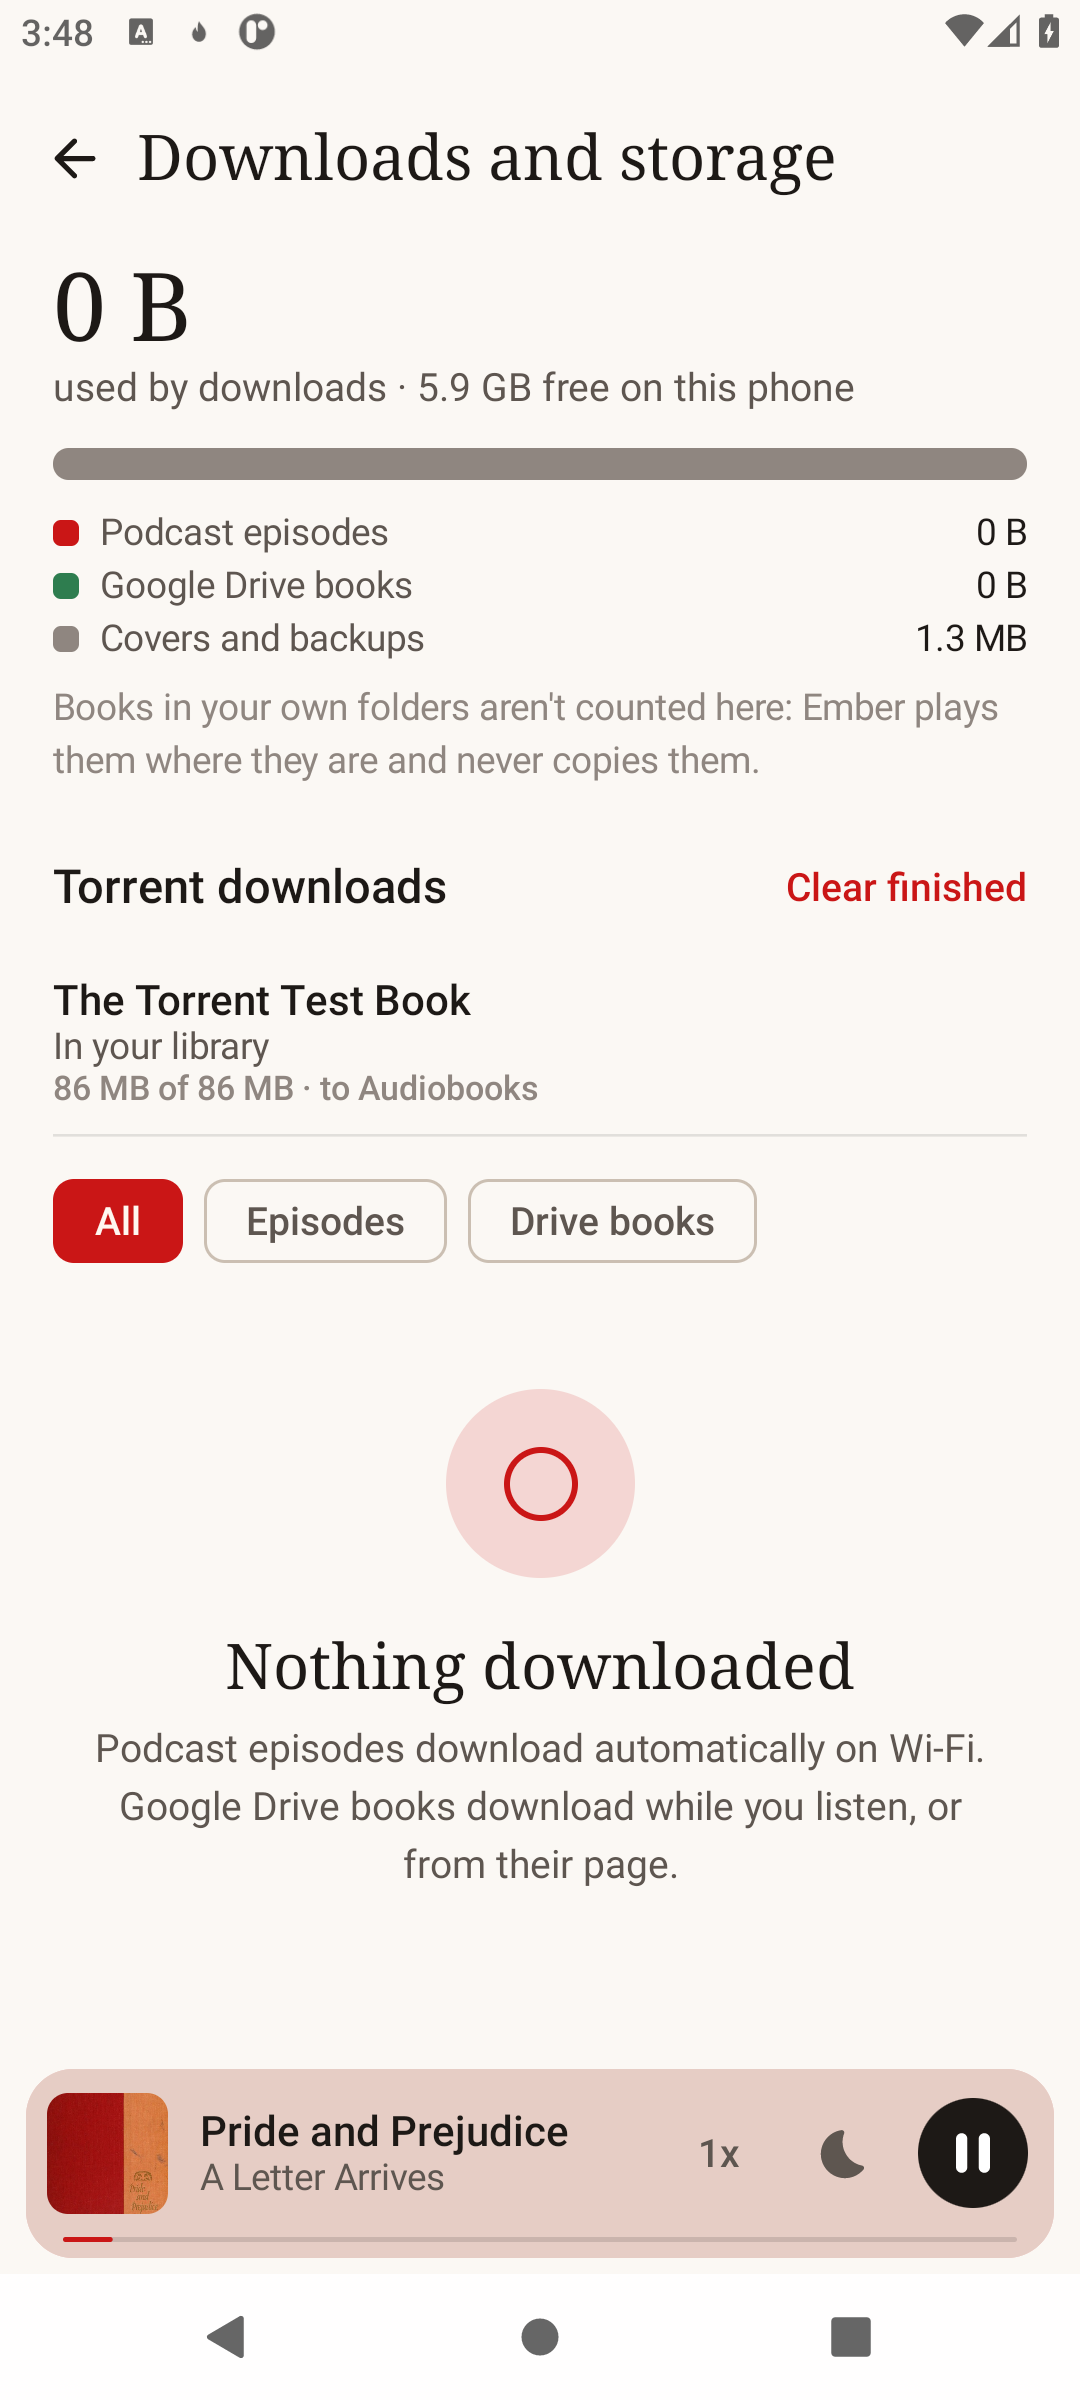 3:48
Downloads and storage
0 B
used by downloads · 5.9 GB free on this phone
Podcast episodes 0 B
Google Drive books 0 B
Covers and backups 1.3 MB
Books in your own folders aren't counted here: Ember plays
them where they are and never copies them.
Torrent downloads Clear finished
The Torrent Test Book
In your library
86 MB of 86 MB · to Audiobooks
All Episodes Drive books
Nothing downloaded
Podcast episodes download automatically on Wi-Fi.
Google Drive books download while you listen, or
from their page.
Pride and Prejudice
A Letter Arrives
1x
Pride
and
Prejudice